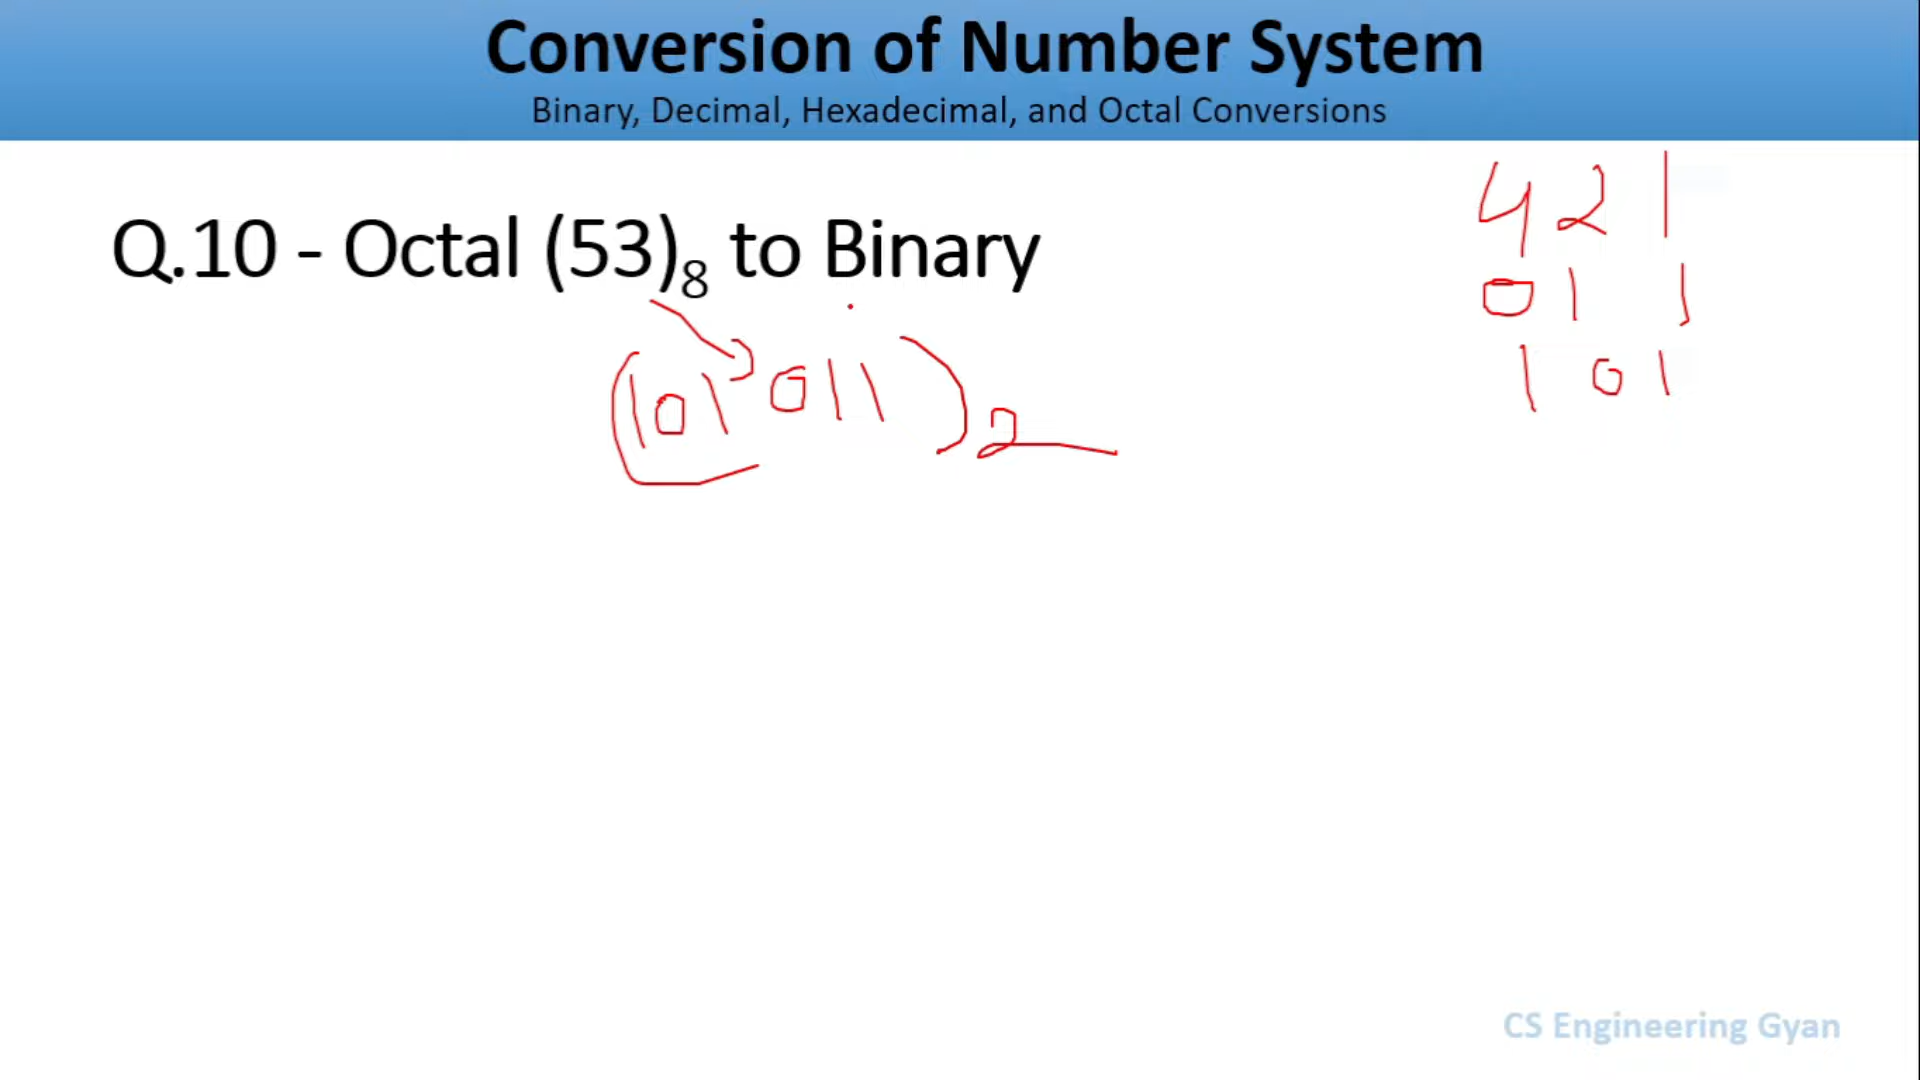 Conversion of Number System
Binary, Decimal, Hexadecimal, and Octal Conversions
4 2 1
Q.10 - Octal (53)₈ to Binary
0 1 1
1 0 1
(101 011)₂
CS Engineering Gyan